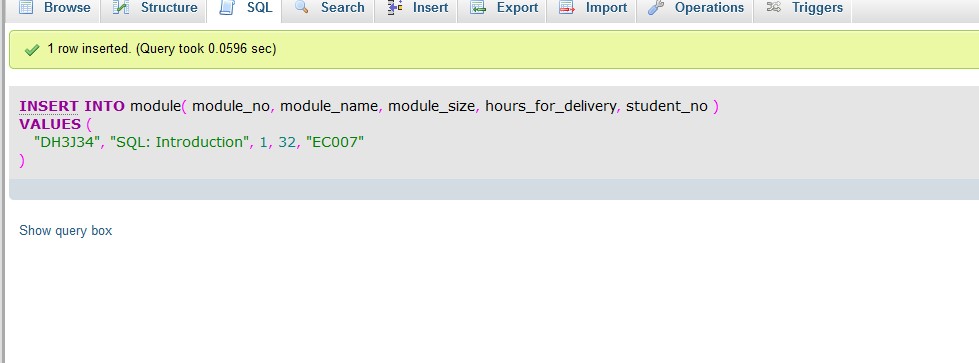 Browse Structure SQL Search Insert Export Import Operations Triggers
1 row inserted. (Query took 0.0596 sec)
INSERT INTO module( module_no, module_name, module_size, hours_for_delivery, student_no )
VALUES (
"DH3J34", "SQL: Introduction", 1, 32, "EC007"
)
Show query box